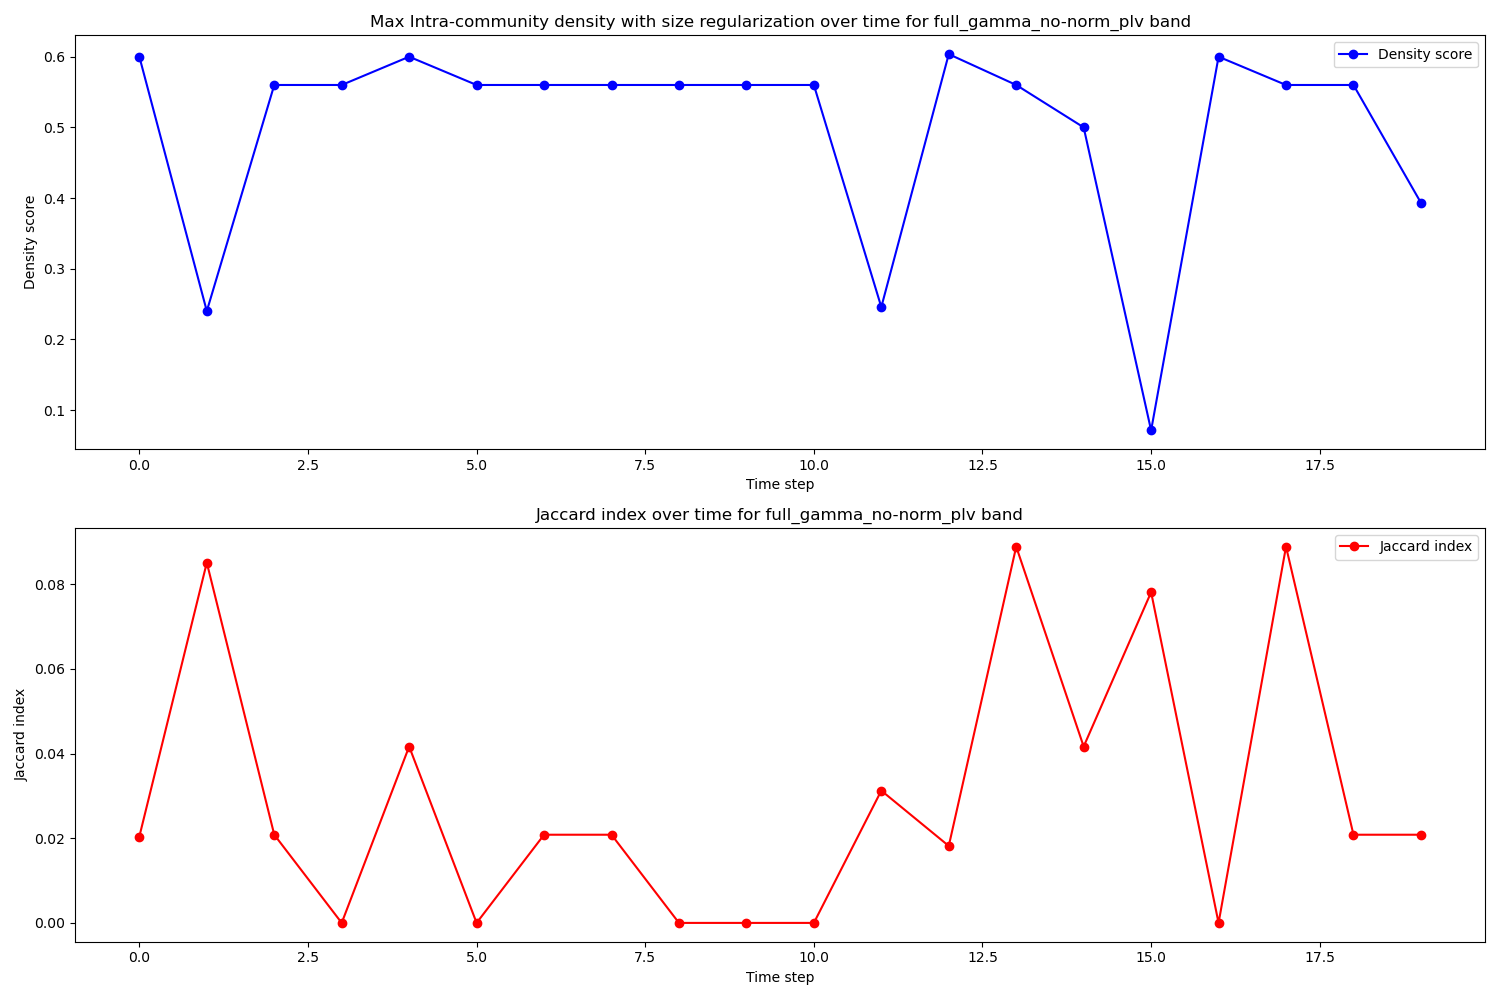 Max Intra-community density with size regularization over time for full_gamma_no-norm_plv band
Density score
0.6
0.5
0.4
0.3
0.2
0.1
Density score
0.0 2.5 5.0 7.5 10.0 12.5 15.0 17.5
Time step
Jaccard index over time for full_gamma_no-norm_plv band
Jaccard index
0.08
0.06
0.04
0.02
0.00
Jaccard index
0.0 2.5 5.0 7.5 10.0 12.5 15.0 17.5
Time step